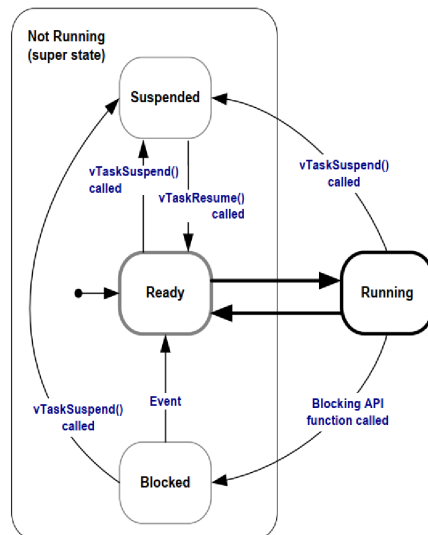 Not Running
(super state)
Suspended
vTaskSuspend()
called
vTaskResume()
called
vTaskSuspend()
called
Ready
Running
Event
vTaskSuspend()
called
Blocking API
function called
Blocked